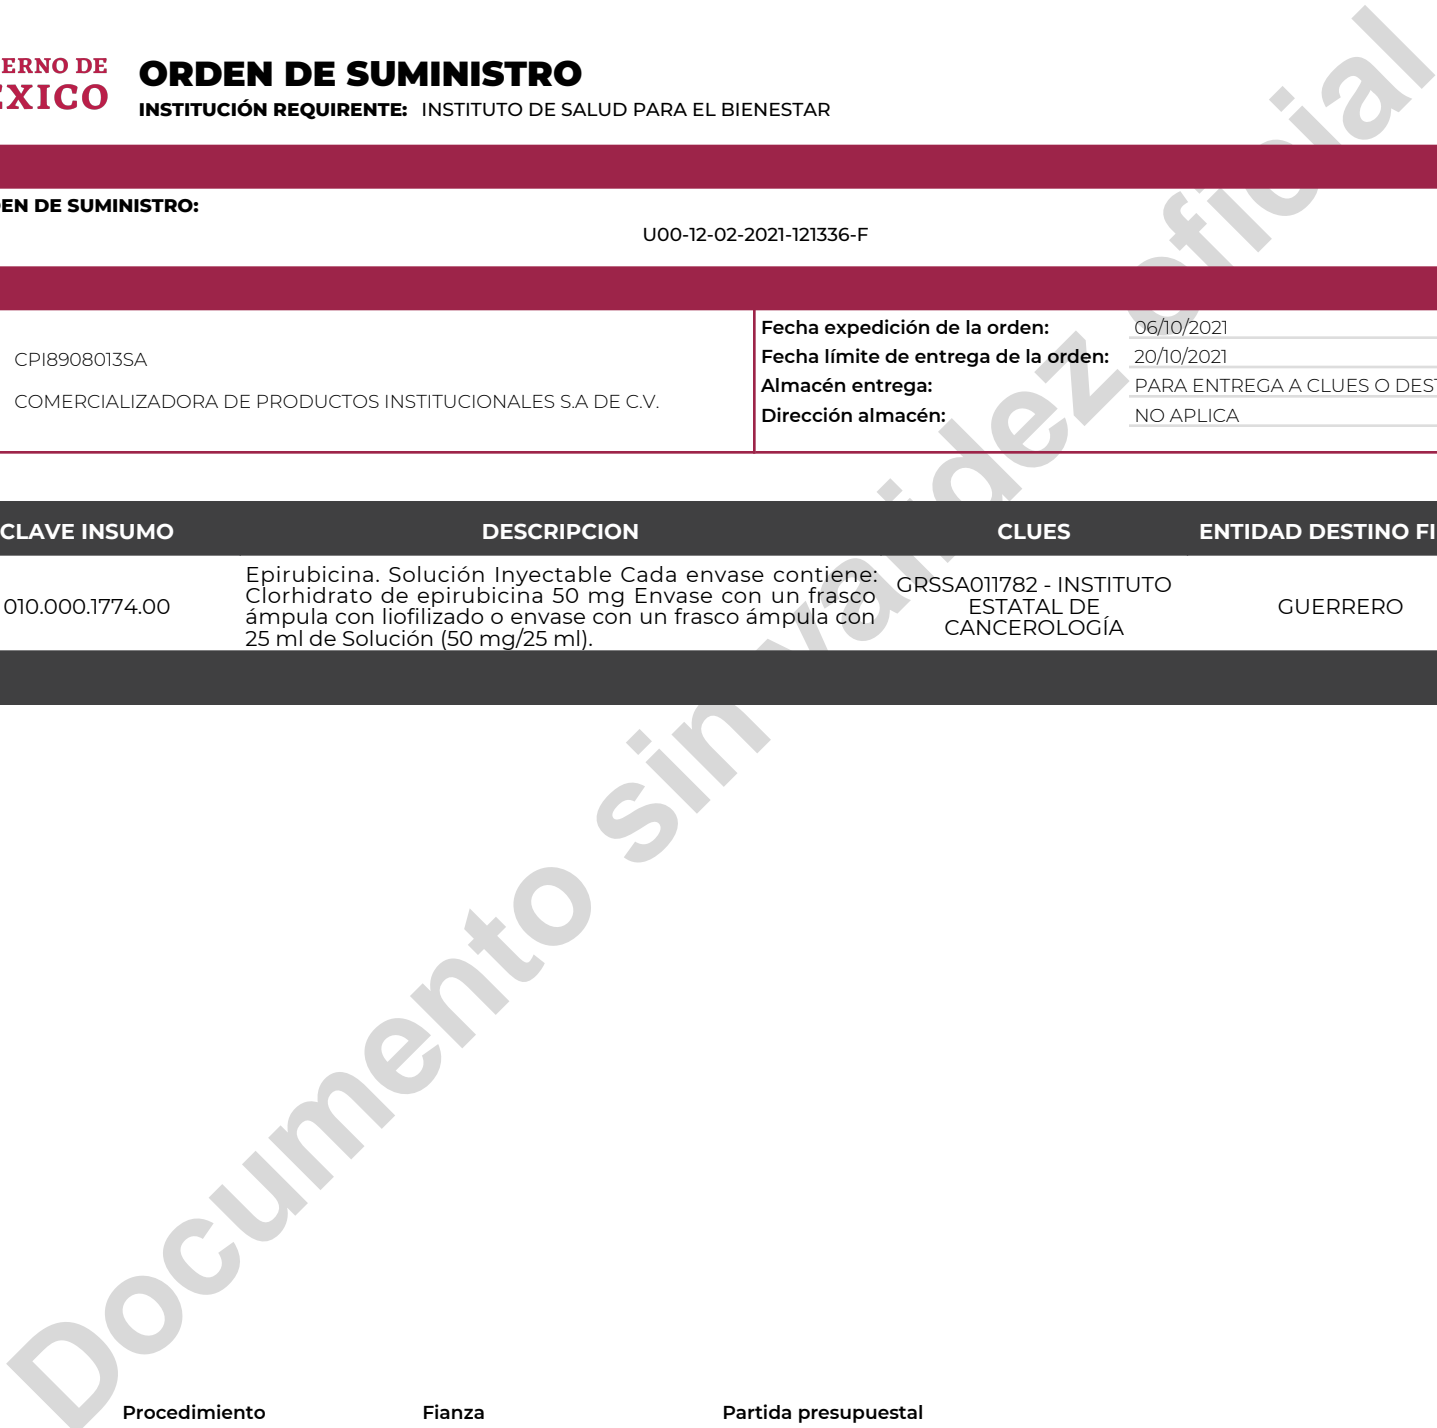 ERNO DE
EXICO
ORDEN DE SUMINISTRO
INSTITUCIÓN REQUIRENTE: INSTITUTO DE SALUD PARA EL BIENESTAR
EN DE SUMINISTRO:
U00-12-02-2021-121336-F
CPI8908013SA
COMERCIALIZADORA DE PRODUCTOS INSTITUCIONALES S.A DE C.V.
Fecha expedición de la orden: 06/10/2021
Fecha límite de entrega de la orden: 20/10/2021
Almacén entrega: PARA ENTREGA A CLUES O DEST
Dirección almacén: NO APLICA
CLAVE INSUMO DESCRIPCION CLUES ENTIDAD DESTINO FI
010.000.1774.00
Epirubicina. Solución Inyectable Cada envase contiene:
Clorhidrato de epirubicina 50 mg Envase con un frasco
ámpula con liofilizado o envase con un frasco ámpula con
25 ml de Solución (50 mg/25 ml).
GRSSA011782 - INSTITUTO
ESTATAL DE
CANCEROLOGÍA
GUERRERO
Documento sin validez oficial
Procedimiento Fianza Partida presupuestal